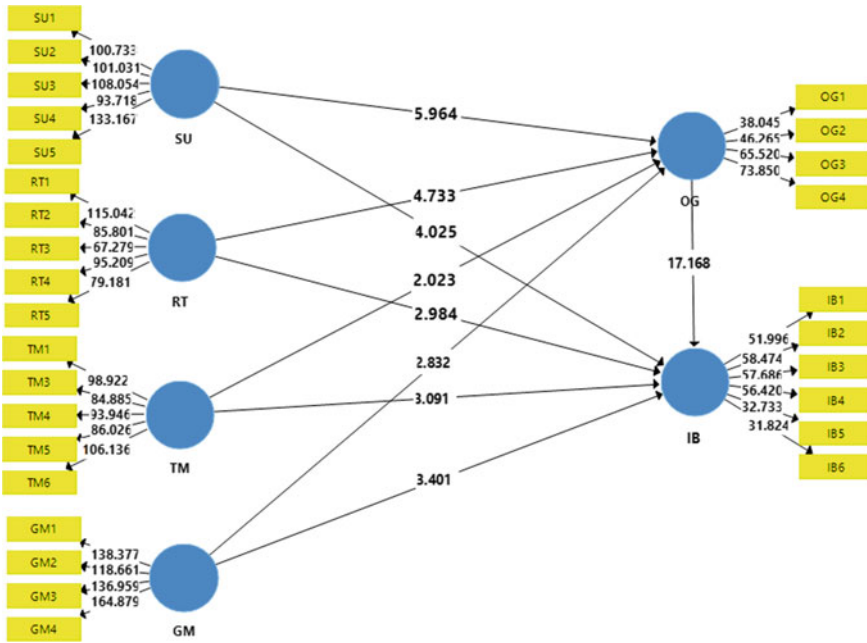 SU1
SU2
SU3
SU4
SU5
100.733
101.031
108.054
93.718
133.167
SU
RT1
RT2
RT3
RT4
RT5
115.042
85.801
67.279
95.209
79.181
RT
TM1
TM3
TM4
TM5
TM6
98.922
84.885
93.946
86.026
106.136
TM
GM1
GM2
GM3
GM4
138.377
118.661
136.959
164.879
GM
5.964
4.733
4.025
2.023
2.984
2.832
3.091
3.401
OG
17.168
IB
38.045
46.265
65.520
73.850
OG1
OG2
OG3
OG4
51.996
58.474
57.686
56.420
32.733
31.824
IB1
IB2
IB3
IB4
IB5
IB6